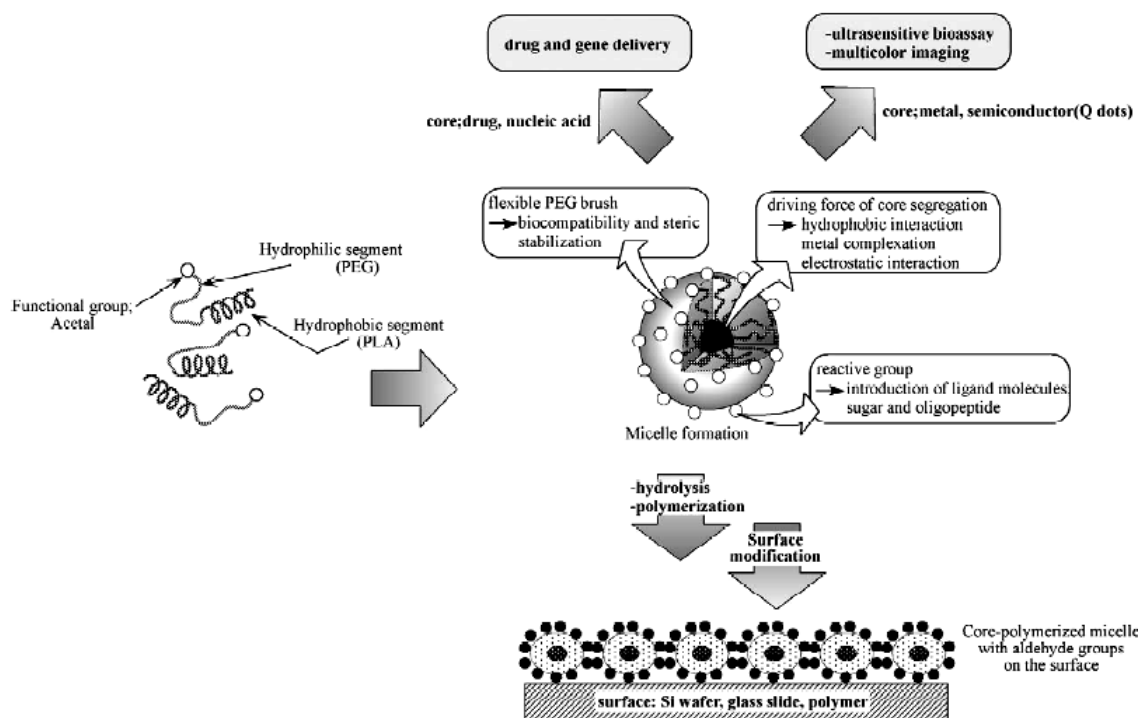 drug and gene delivery
-ultrasensitive bioassay
-multicolor imaging
core;drug, nucleic acid
core;metal, semiconductor(Q dots)
flexible PEG brush
biocompatibility and steric
stabilization
driving force of core segregation
hydrophobic interaction
metal complexation
electrostatic interaction
Hydrophilic segment
(PEG)
Functional group;
Acetal
Hydrophobic segment
(PLA)
reactive group
introduction of ligand molecules;
sugar and oligopeptide
Micelle formation
-hydrolysis
-polymerization
Surface
modification
Core-polymerized micelle
with aldehyde groups
on the surface
surface: Si wafer, glass slide, polymer